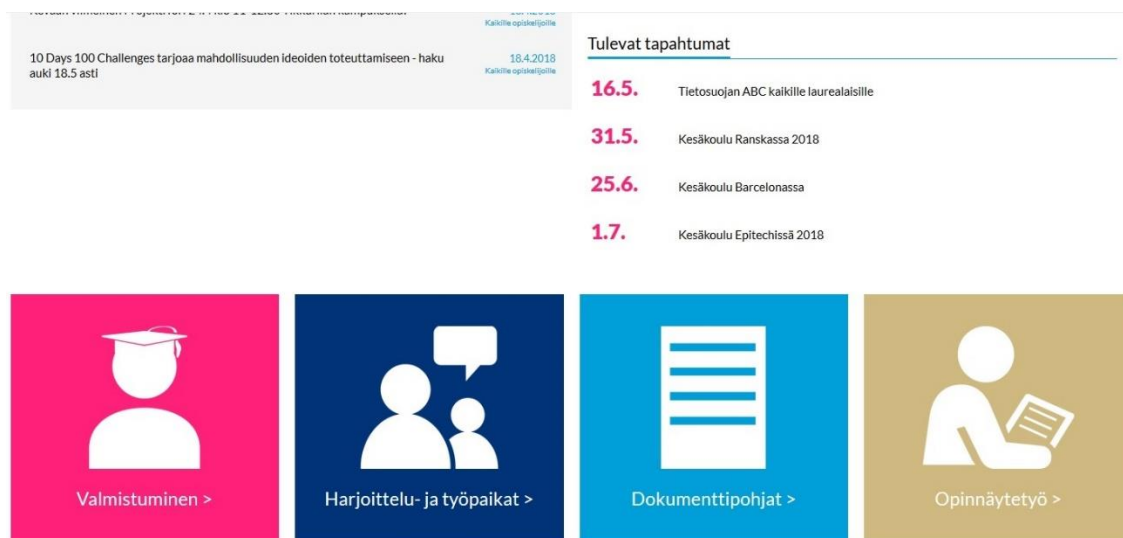 10 Days 100 Challenges tarjoaa mahdollisuuden ideoiden toteuttamiseen - haku
auki 18.5 asti
18.4.2018
Kaikille opiskelijoille
Kaikille opiskelijoille
Tulevat tapahtumat
16.5. Tietosuojan ABC kaikille laurealaisille
31.5. Kesäkoulu Ranskassa 2018
25.6. Kesäkoulu Barcelonassa
1.7. Kesäkoulu Epitechissä 2018
Valmistuminen >
Harjoittelu- ja työpaikat >
Dokumenttipohjat >
Opinnäytetyö >